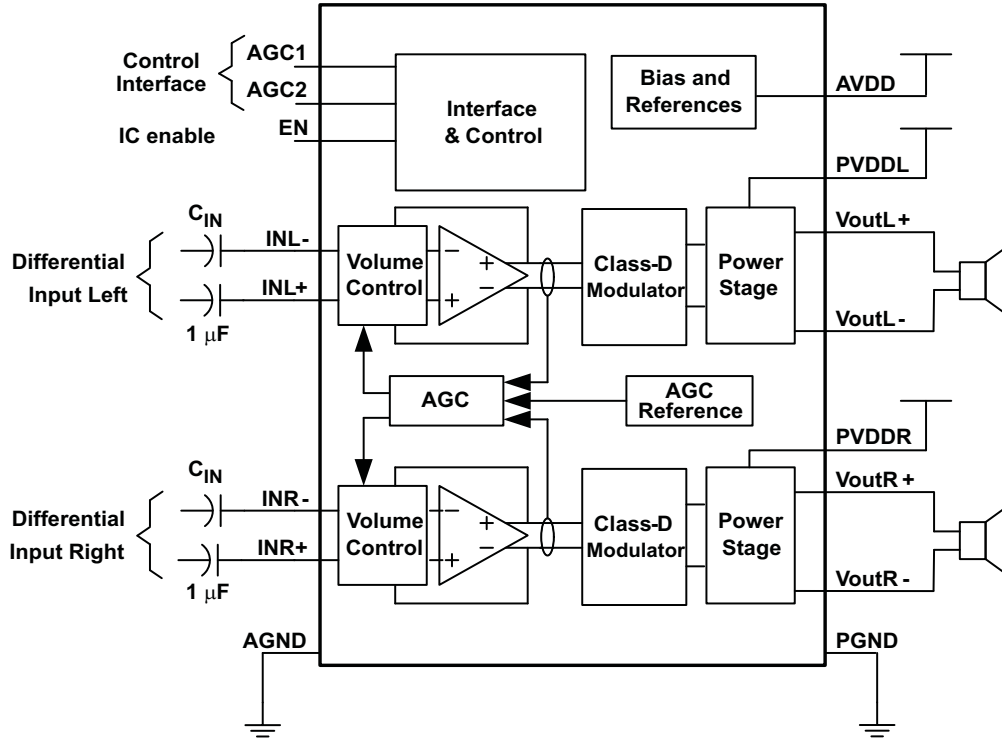 Control
Interface
AGC1
AGC2
IC enable
EN
Interface
& Control
Bias and
References
AVDD
PVDDL
C_IN
Differential
Input Left
INL-
INL+
1 μF
Volume
Control
−
+
+
−
Class-D
Modulator
Power
Stage
VoutL+
VoutL-
AGC
AGC
Reference
PVDDR
C_IN
Differential
Input Right
INR-
INR+
1 μF
Volume
Control
−
+
+
−
Class-D
Modulator
Power
Stage
VoutR+
VoutR-
AGND
PGND